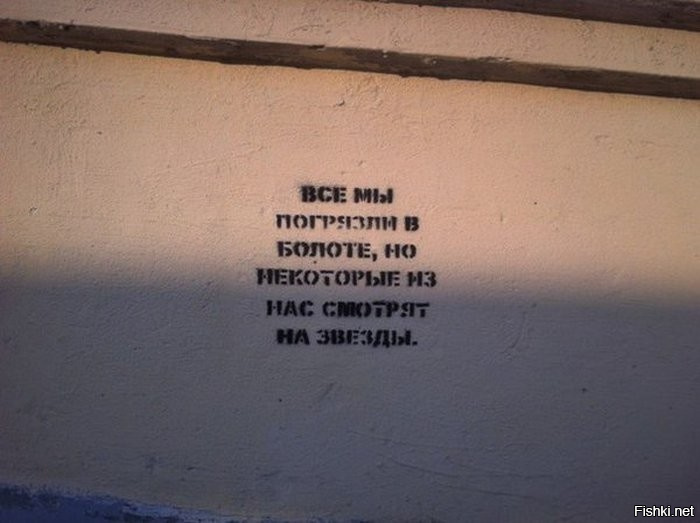 ВСЕ МЫ
ПОГРЯЗЛИ В
БОЛОТЕ, НО
НЕКОТОРЫЕ ИЗ
НАС СМОТРЯТ
НА ЗВЕЗДЫ.
Fishki.net